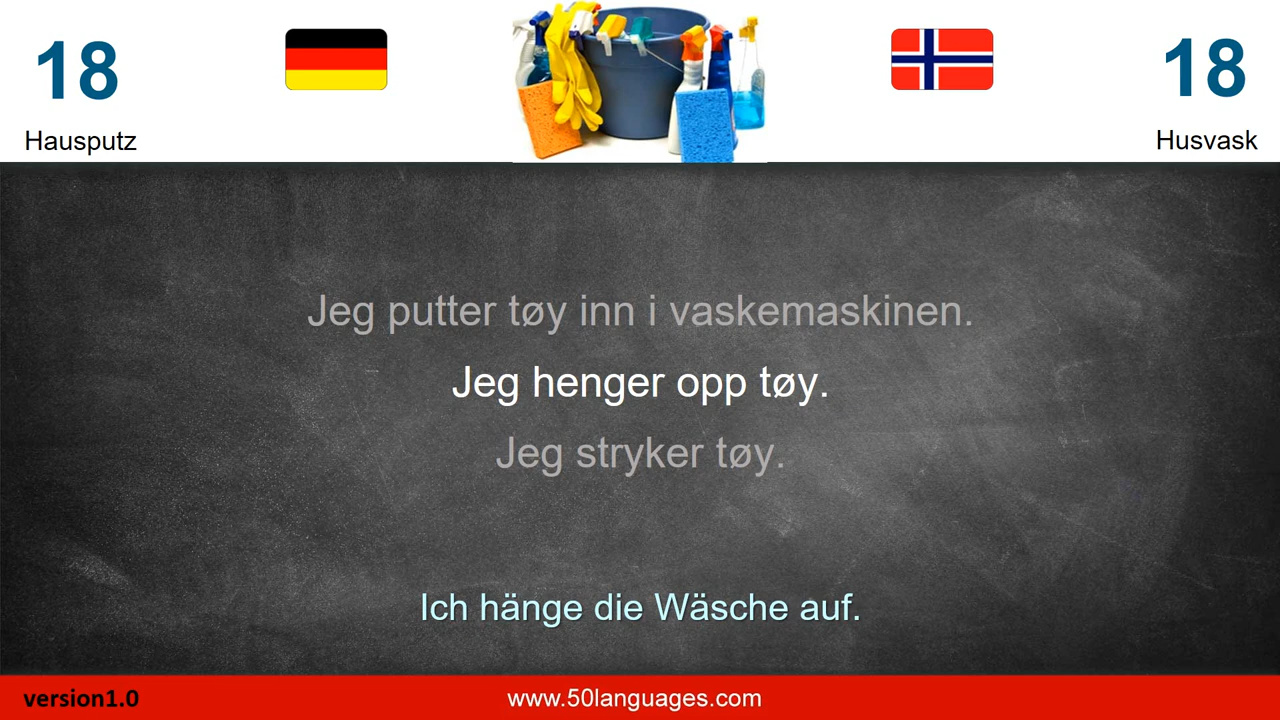 18
18
Hausputz
Husvask
Jeg putter tøy inn i vaskemaskinen.
Jeg henger opp tøy.
Jeg stryker tøy.
Ich hänge die Wäsche auf.
version1.0
www.50languages.com